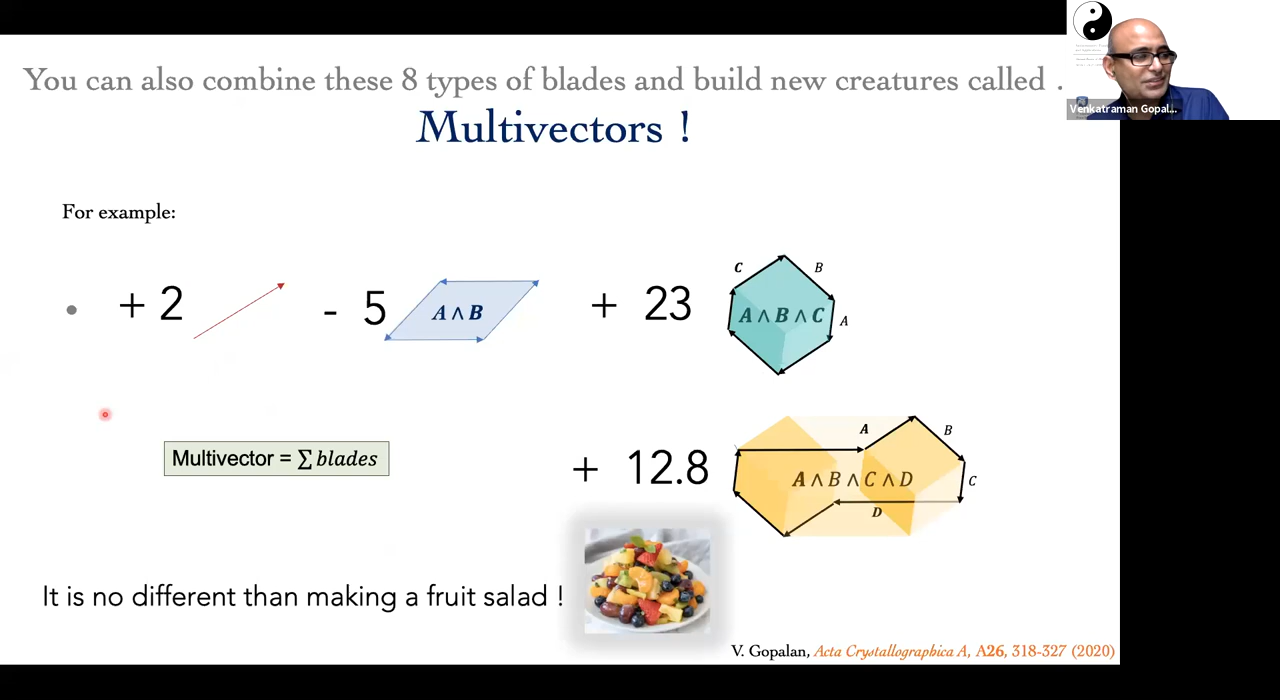 You can also combine these 8 types of blades and build new creatures called .
Multivectors !
Venkatraman Gopal...
For example:
+ 2 - 5 A ∧ B + 23 C B A ∧ B ∧ C A
Multivector = ∑ blades
+ 12.8 A B A ∧ B ∧ C ∧ D C D
It is no different than making a fruit salad !
V. Gopalan, Acta Crystallographica A, A26, 318-327 (2020)